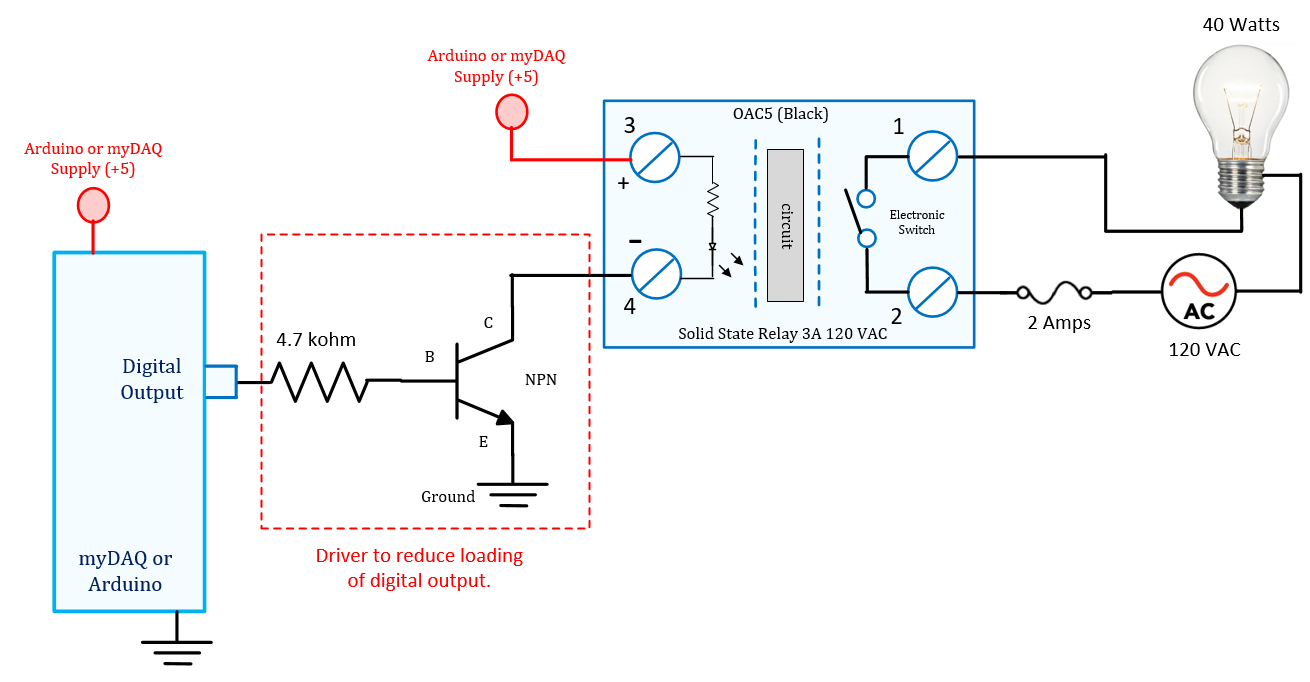 40 Watts
Arduino or myDAQ
Supply (+5)
Arduino or myDAQ
Supply (+5)
OAC5 (Black)
3
+
1
circuit
Electronic
Switch
-
4
2
Solid State Relay 3A 120 VAC
2 Amps
AC
120 VAC
4.7 kohm
C
B
NPN
E
Ground
Digital
Output
myDAQ or
Arduino
Driver to reduce loading
of digital output.